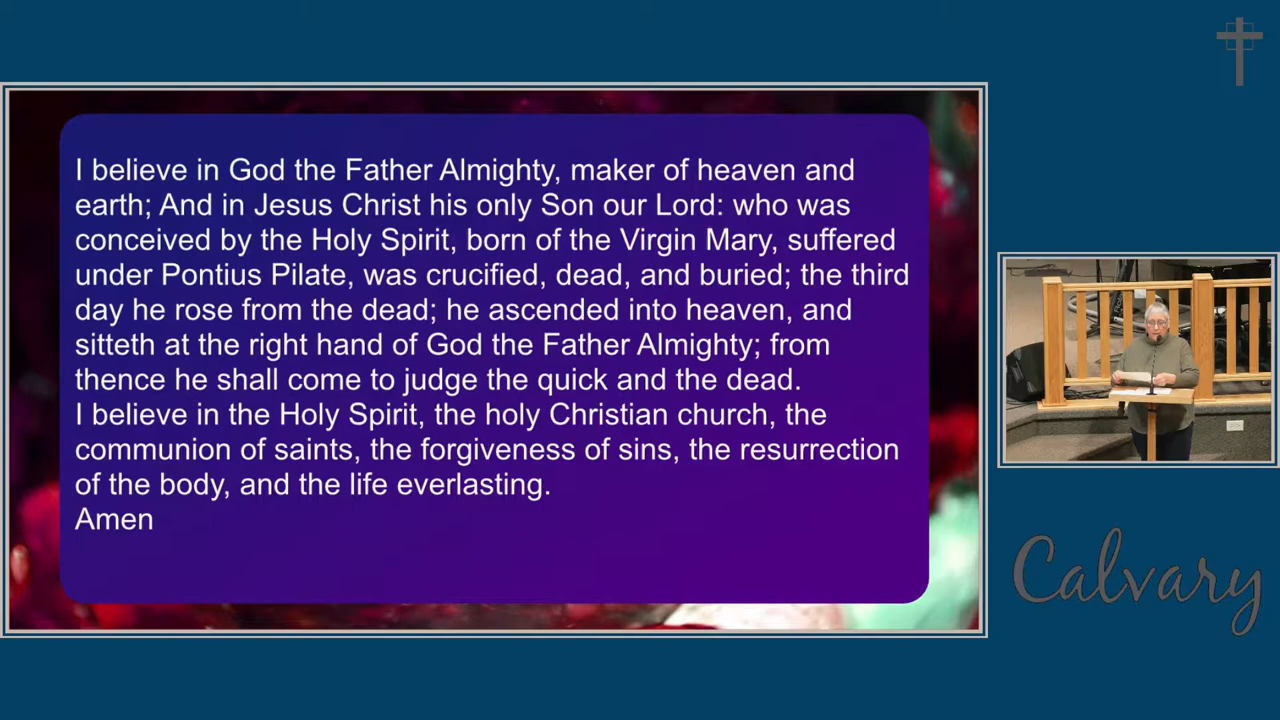 I believe in God the Father Almighty, maker of heaven and
earth; And in Jesus Christ his only Son our Lord: who was
conceived by the Holy Spirit, born of the Virgin Mary, suffered
under Pontius Pilate, was crucified, dead, and buried; the third
day he rose from the dead; he ascended into heaven, and
sitteth at the right hand of God the Father Almighty; from
thence he shall come to judge the quick and the dead.
I believe in the Holy Spirit, the holy Christian church, the
communion of saints, the forgiveness of sins, the resurrection
of the body, and the life everlasting.
Amen
Calvary